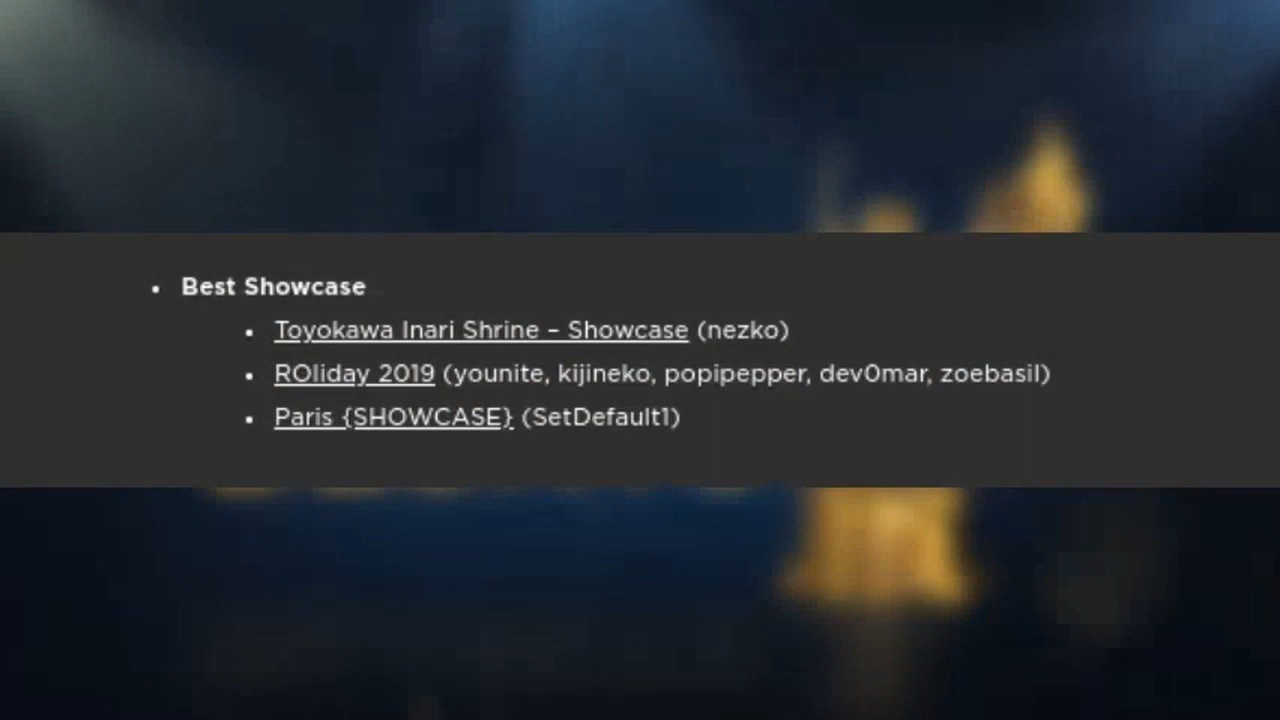 • Best Showcase
• Toyokawa Inari Shrine – Showcase (nezko)
• ROliday 2019 (younite, kijineko, popipepper, dev0mar, zoebasil)
• Paris {SHOWCASE} (SetDefault1)